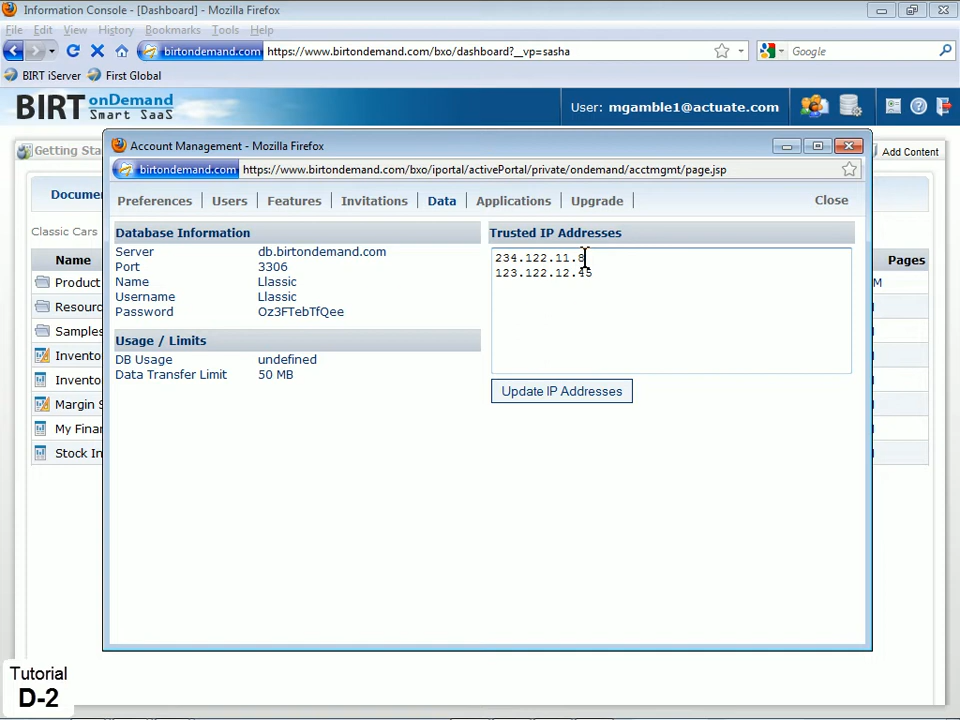 Information Console - [Dashboard] - Mozilla Firefox
File Edit View History Bookmarks Tools Help
birtondemand.com https://www.birtondemand.com/bxo/dashboard?__vp=sasha
Google
BIRT iServer First Global
BIRT onDemand
Smart SaaS
User: mgamble1@actuate.com
Getting Sta
Add Content
Account Management - Mozilla Firefox
birtondemand.com https://www.birtondemand.com/bxo/iportal/activePortal/private/ondemand/acctmgmt/page.jsp
Preferences Users Features Invitations Data Applications Upgrade Close
Database Information
Server db.birtondemand.com
Port 3306
Name Llassic
Username Llassic
Password Oz3FTebTfQee
Usage / Limits
DB Usage undefined
Data Transfer Limit 50 MB
Trusted IP Addresses
234.122.11.8
123.122.12.45
Update IP Addresses
Docume
Classic Cars
Name
Pages
Product
M
Resourc
Samples
Invento
Invento
Margin S
My Finan
Stock In
Tutorial
D-2